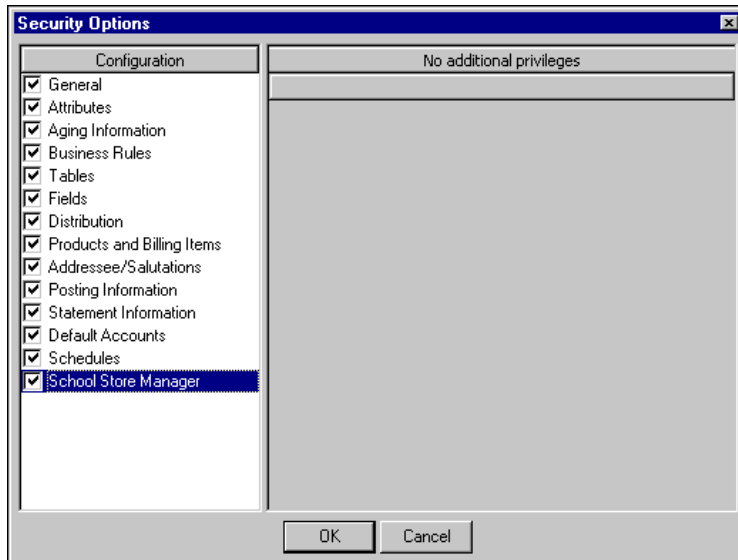 Security Options
Configuration
No additional privileges
General
Attributes
Aging Information
Business Rules
Tables
Fields
Distribution
Products and Billing Items
Addressee/Salutations
Posting Information
Statement Information
Default Accounts
Schedules
School Store Manager
OK
Cancel